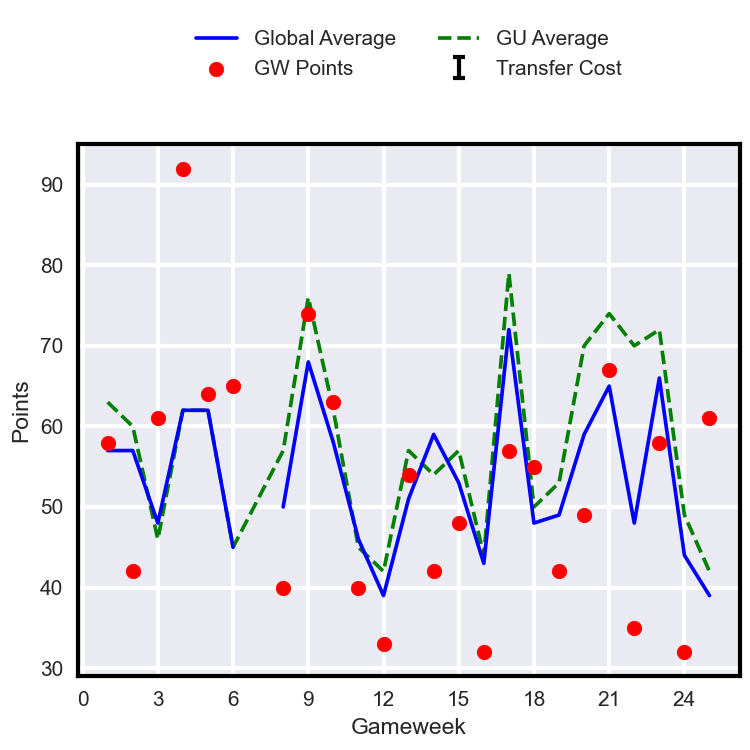 Global Average
GU Average
GW Points
Transfer Cost
90
80
70
60
50
40
30
Points
0 3 6 9 12 15 18 21 24
Gameweek